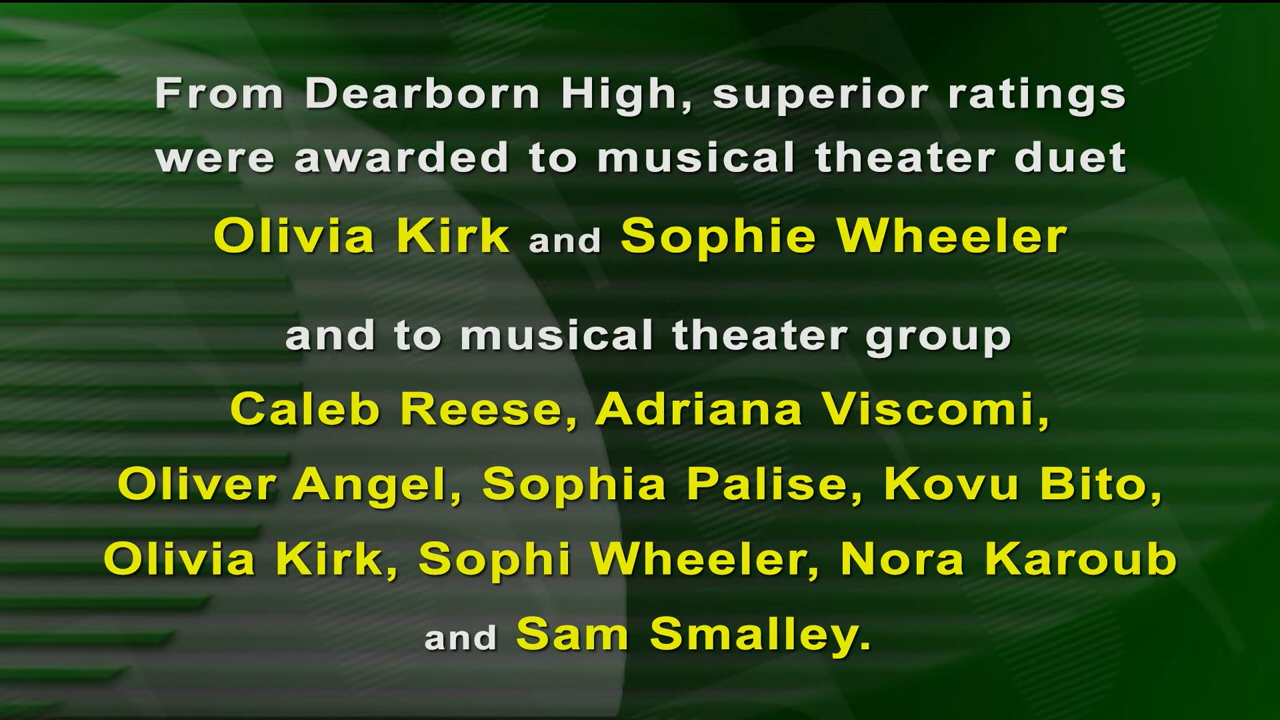 From Dearborn High, superior ratings
were awarded to musical theater duet
Olivia Kirk and Sophie Wheeler
and to musical theater group
Caleb Reese, Adriana Viscomi,
Oliver Angel, Sophia Palise, Kovu Bito,
Olivia Kirk, Sophi Wheeler, Nora Karoub
and Sam Smalley.